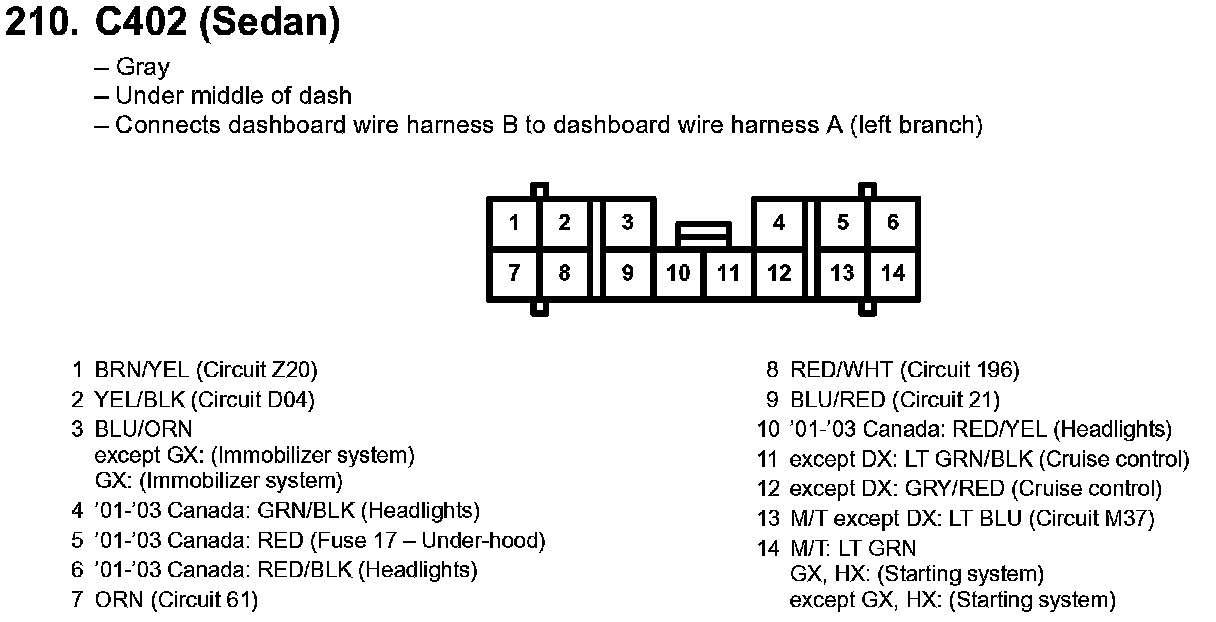 210. C402 (Sedan)
– Gray
– Under middle of dash
– Connects dashboard wire harness B to dashboard wire harness A (left branch)
1 2 3 4 5 6
7 8 9 10 11 12 13 14
1 BRN/YEL (Circuit Z20)
2 YEL/BLK (Circuit D04)
3 BLU/ORN
except GX: (Immobilizer system)
GX: (Immobilizer system)
4 ’01-’03 Canada: GRN/BLK (Headlights)
5 ’01-’03 Canada: RED (Fuse 17 – Under-hood)
6 ’01-’03 Canada: RED/BLK (Headlights)
7 ORN (Circuit 61)
8 RED/WHT (Circuit 196)
9 BLU/RED (Circuit 21)
10 ’01-’03 Canada: RED/YEL (Headlights)
11 except DX: LT GRN/BLK (Cruise control)
12 except DX: GRY/RED (Cruise control)
13 M/T except DX: LT BLU (Circuit M37)
14 M/T: LT GRN
GX, HX: (Starting system)
except GX, HX: (Starting system)